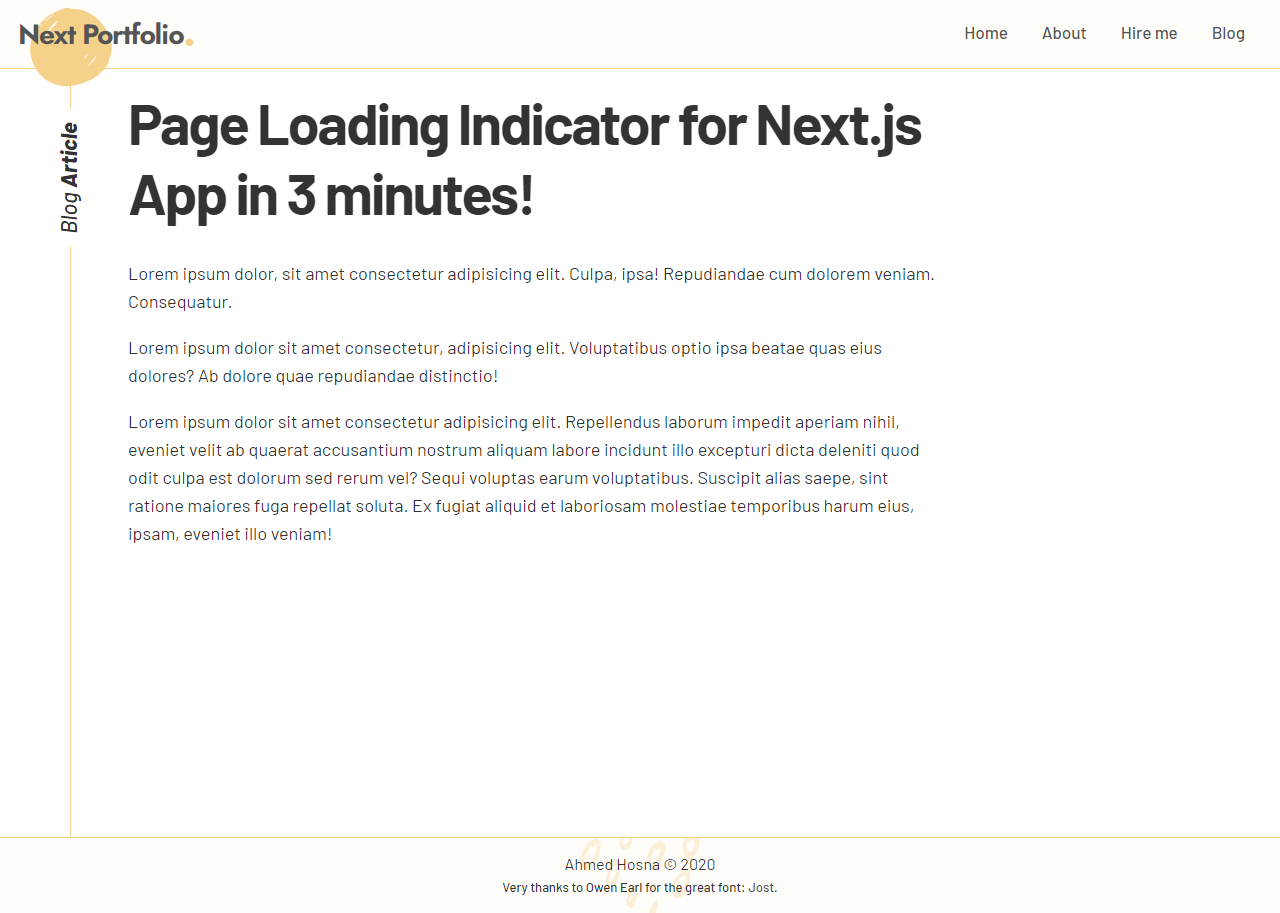 Next Portfolio.
Home
About
Hire me
Blog
Blog Article
Page Loading Indicator for Next.js
App in 3 minutes!
Lorem ipsum dolor, sit amet consectetur adipisicing elit. Culpa, ipsa! Repudiandae cum dolorem veniam.
Consequatur.
Lorem ipsum dolor sit amet consectetur, adipisicing elit. Voluptatibus optio ipsa beatae quas eius
dolores? Ab dolore quae repudiandae distinctio!
Lorem ipsum dolor sit amet consectetur adipisicing elit. Repellendus laborum impedit aperiam nihil,
eveniet velit ab quaerat accusantium nostrum aliquam labore incidunt illo excepturi dicta deleniti quod
odit culpa est dolorum sed rerum vel? Sequi voluptas earum voluptatibus. Suscipit alias saepe, sint
ratione maiores fuga repellat soluta. Ex fugiat aliquid et laboriosam molestiae temporibus harum eius,
ipsam, eveniet illo veniam!
Ahmed Hosna © 2020
Very thanks to Owen Earl for the great font: Jost.